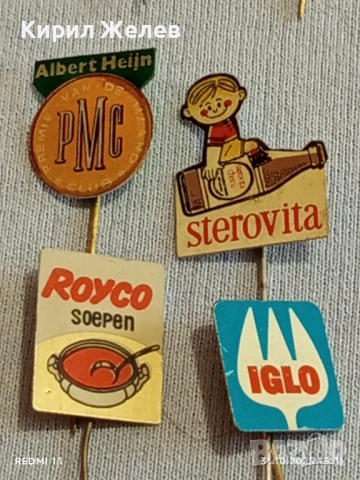 Кирил Желев
Albert Heijn
PREMIE VAN DE MAAND
PMC
CLUB
sterovita
ROYCO
SOEPEN
IGLO
REDMI 13